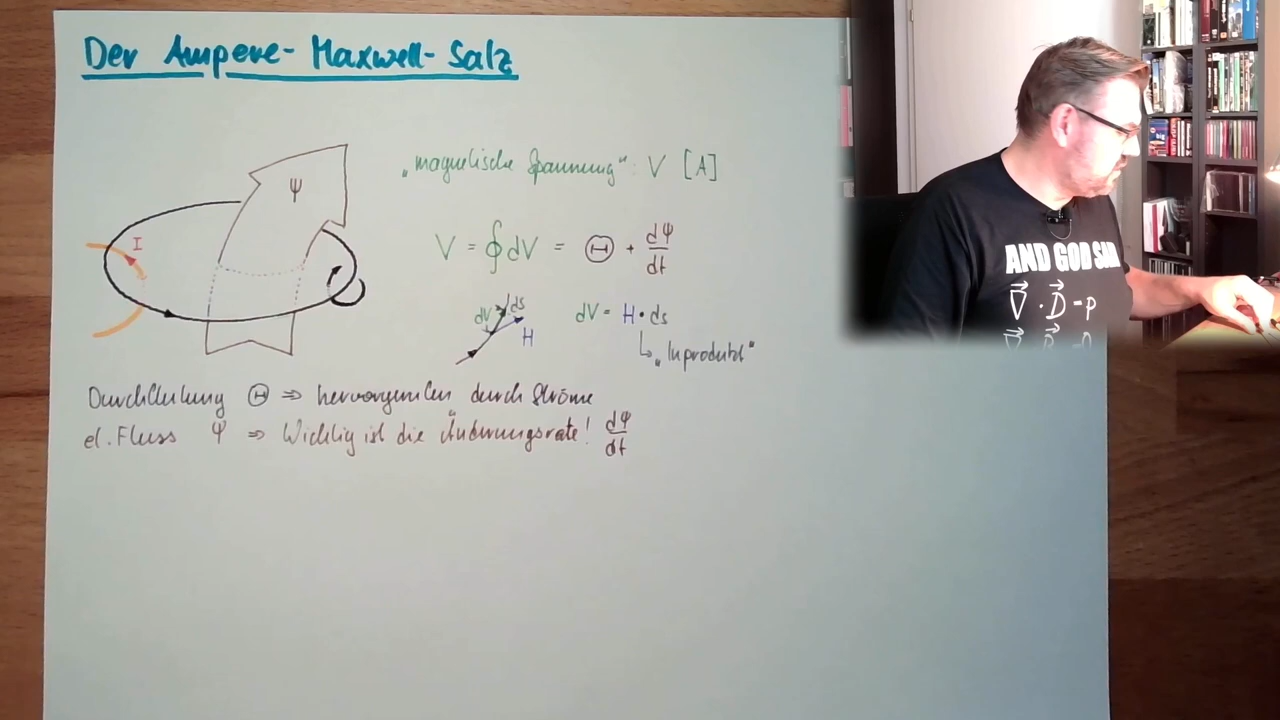 Der Ampere-Maxwell-Satz
"magnetische Spannung": V [A]
Ψ
I
V = ∮dV = Θ + dΨ/dt
dV ds
H
dV = H • ds
↳ "Inprodukt"
Durchflutung Θ ⇒ hervorgerufen durch Ströme
el. Fluss Ψ ⇒ Wichtig ist die Änderungsrate! dΨ/dt
AND GOD SAID
∇ · D = ρ